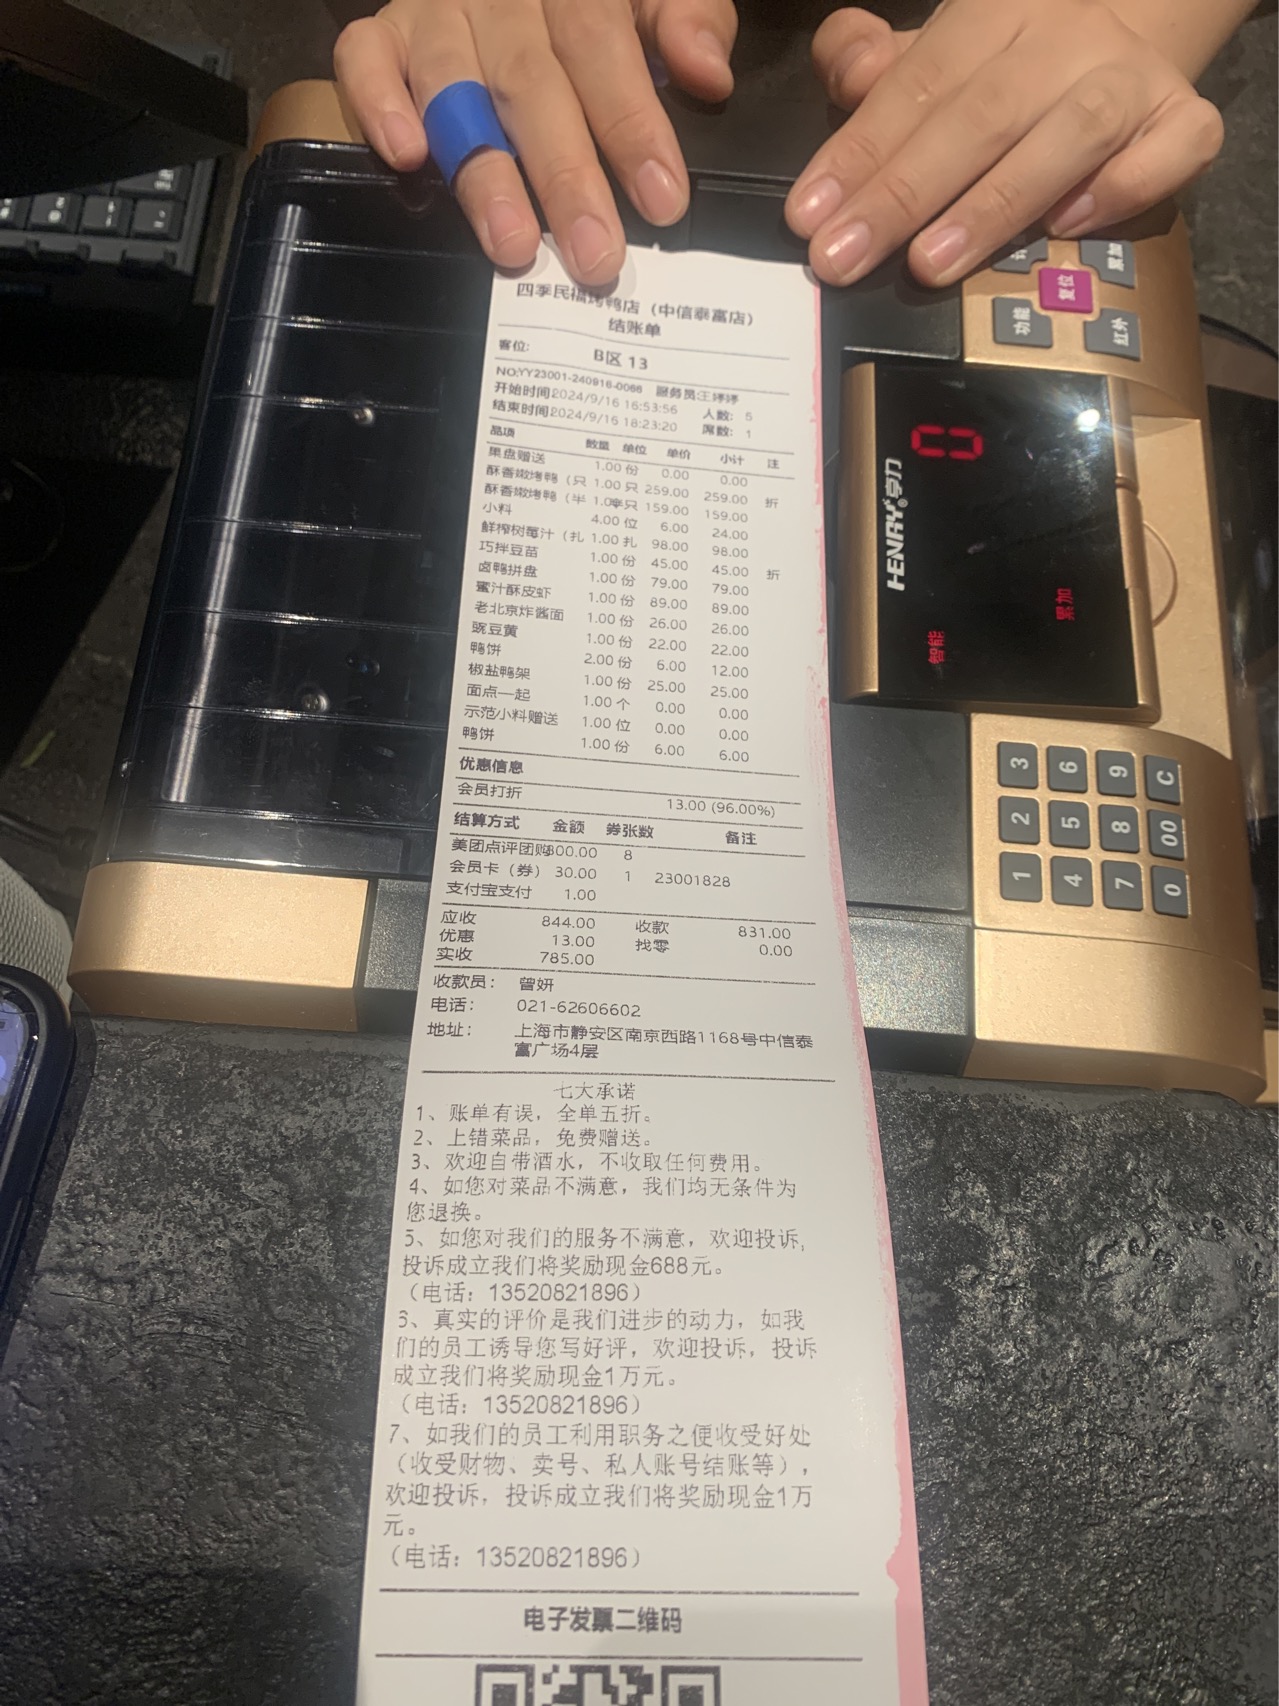 四季民福烤鸭店（中信泰富店）
结账单
客位： B区 13
NO:YY23001-240916-0068 服务员:王婷婷
开始时间2024/9/16 16:53:56 人数： 5
结束时间2024/9/16 18:23:20 席数： 1
品项 数量 单位 单价 小计 注
果盘赠送 1.00 份 0.00 0.00
酥香嫩烤鸭（只 1.00 只 259.00 259.00 折
酥香嫩烤鸭（半 1.00半只 159.00 159.00
小料 4.00 位 6.00 24.00
鲜榨树莓汁（扎 1.00 扎 98.00 98.00
巧拌豆苗 1.00 份 45.00 45.00 折
卤鸭拼盘 1.00 份 79.00 79.00
蜜汁酥皮虾 1.00 份 89.00 89.00
老北京炸酱面 1.00 份 26.00 26.00
豌豆黄 1.00 份 22.00 22.00
鸭饼 2.00 份 6.00 12.00
椒盐鸭架 1.00 份 25.00 25.00
面点一起 1.00 个 0.00 0.00
示范小料赠送 1.00 位 0.00 0.00
鸭饼 1.00 份 6.00 6.00
优惠信息
会员打折 13.00 (96.00%)
结算方式 金额 券张数 备注
美团点评团购800.00 8
会员卡（券） 30.00 1 23001828
支付宝支付 1.00
应收 844.00 收款 831.00
优惠 13.00 找零 0.00
实收 785.00
收款员： 曾妍
电话： 021-62606602
地址： 上海市静安区南京西路1168号中信泰
富广场4层
七大承诺
1、账单有误，全单五折。
2、上错菜品，免费赠送。
3、欢迎自带酒水，不收取任何费用。
4、如您对菜品不满意，我们均无条件为
您退换。
5、如您对我们的服务不满意，欢迎投诉，
投诉成立我们将奖励现金688元。
（电话：13520821896）
6、真实的评价是我们进步的动力，如我
们的员工诱导您写好评，欢迎投诉，投诉
成立我们将奖励现金1万元。
（电话：13520821896）
7、如我们的员工利用职务之便收受好处
（收受财物、卖号、私人账号结账等），
欢迎投诉，投诉成立我们将奖励现金1万
元。
（电话：13520821896）
电子发票二维码
功能
复位
累加
红外
HENRY®亨力
0
智能
累加
3 6 9 C
2 5 8 00
1 4 7 0